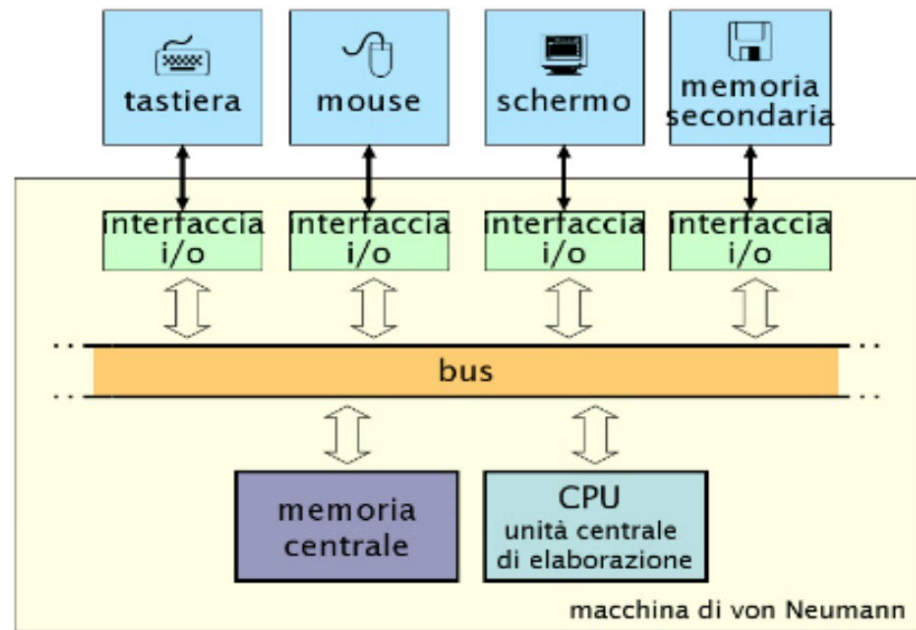 tastiera
mouse
schermo
memoria
secondaria
interfaccia
i/o
interfaccia
i/o
interfaccia
i/o
interfaccia
i/o
bus
memoria
centrale
CPU
unità centrale
di elaborazione
macchina di von Neumann